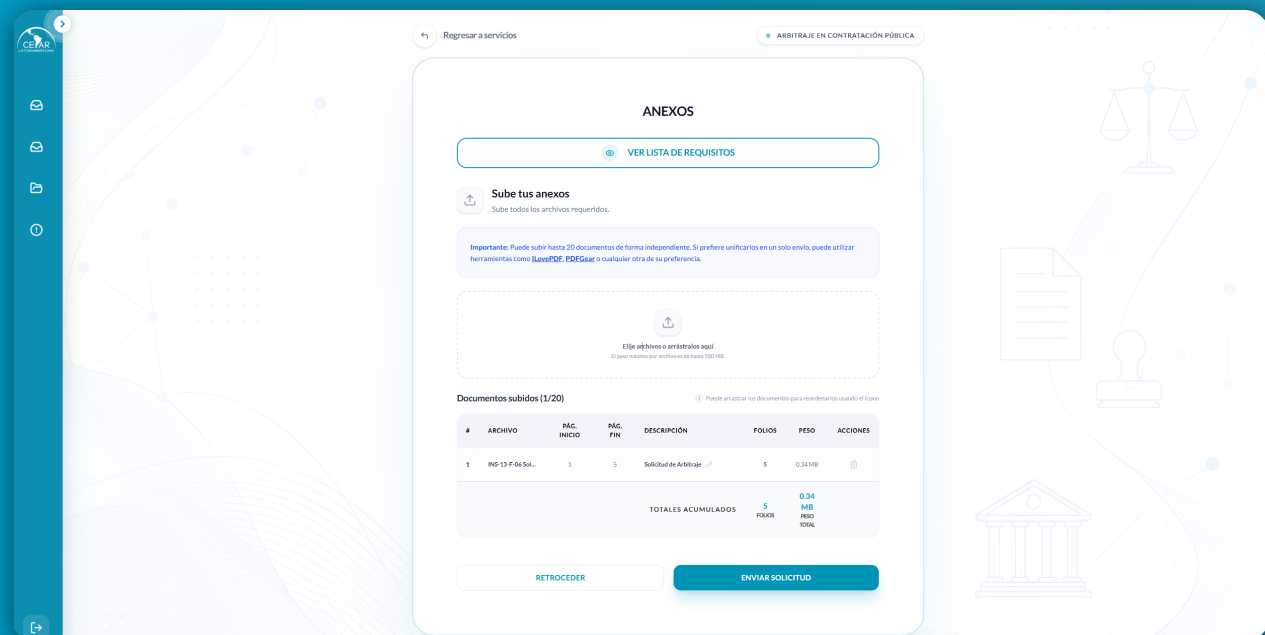 CEFAR
LATINOAMERICANO
Regresar a servicios
ARBITRAJE EN CONTRATACIÓN PÚBLICA
ANEXOS
VER LISTA DE REQUISITOS
Sube tus anexos
Sube todos los archivos requeridos.
Importante: Puede subir hasta 20 documentos de forma independiente. Si prefiere unificarlos en un solo envío, puede utilizar
herramientas como ILovePDF, PDFGear o cualquier otra de su preferencia.
Elije archivos o arrástralos aquí
El peso máximo por archivo es de hasta 500 MB.
Documentos subidos (1/20)
Puede arrastrar los documentos para reordenarlos usando el ícono
# ARCHIVO PÁG. INICIO PÁG. FIN DESCRIPCIÓN FOLIOS PESO ACCIONES
1 INS-13-F-06 Sol... 1 5 Solicitud de Arbitraje 5 0.34 MB
TOTALES ACUMULADOS 5 FOLIOS 0.34 MB PESO TOTAL
RETROCEDER
ENVIAR SOLICITUD